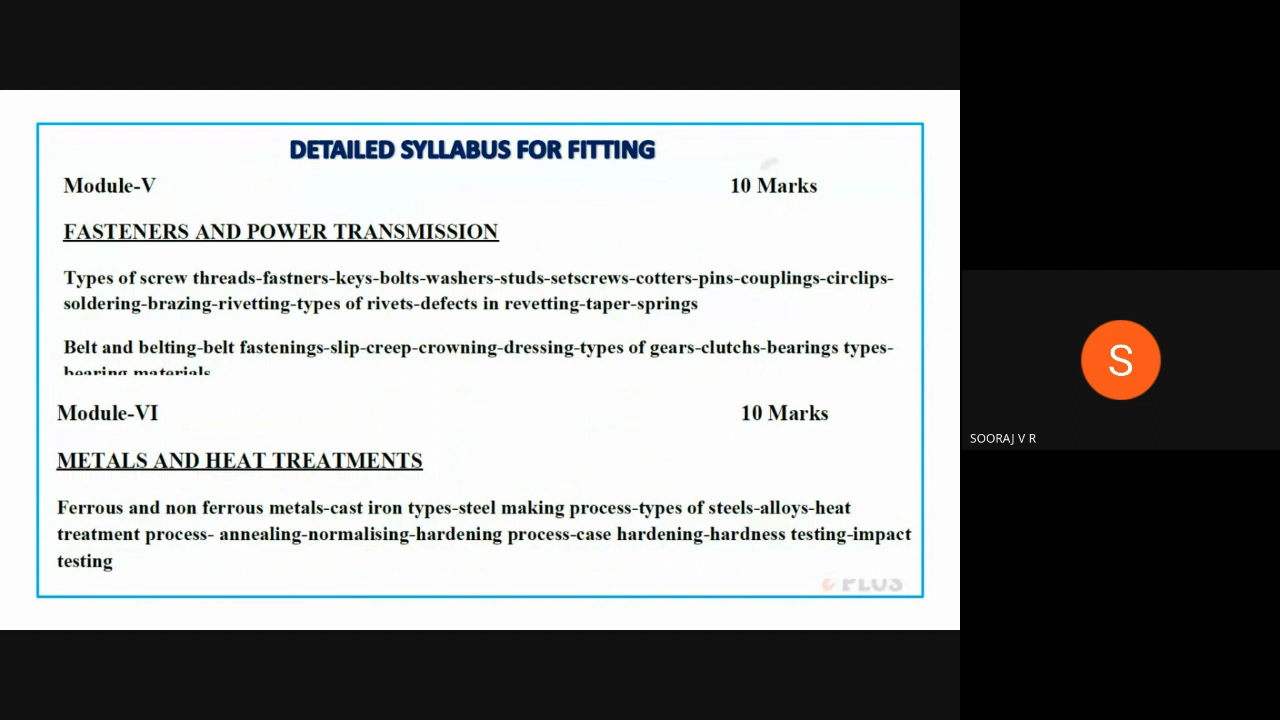 DETAILED SYLLABUS FOR FITTING
Module-V 10 Marks
FASTENERS AND POWER TRANSMISSION
Types of screw threads-fastners-keys-bolts-washers-studs-setscrews-cotters-pins-couplings-circlips-
soldering-brazing-rivetting-types of rivets-defects in revetting-taper-springs
Belt and belting-belt fastenings-slip-creep-crowning-dressing-types of gears-clutchs-bearings types-
bearing materials
Module-VI 10 Marks
METALS AND HEAT TREATMENTS
Ferrous and non ferrous metals-cast iron types-steel making process-types of steels-alloys-heat
treatment process- annealing-normalising-hardening process-case hardening-hardness testing-impact
testing
PLUS
S
SOORAJ V R